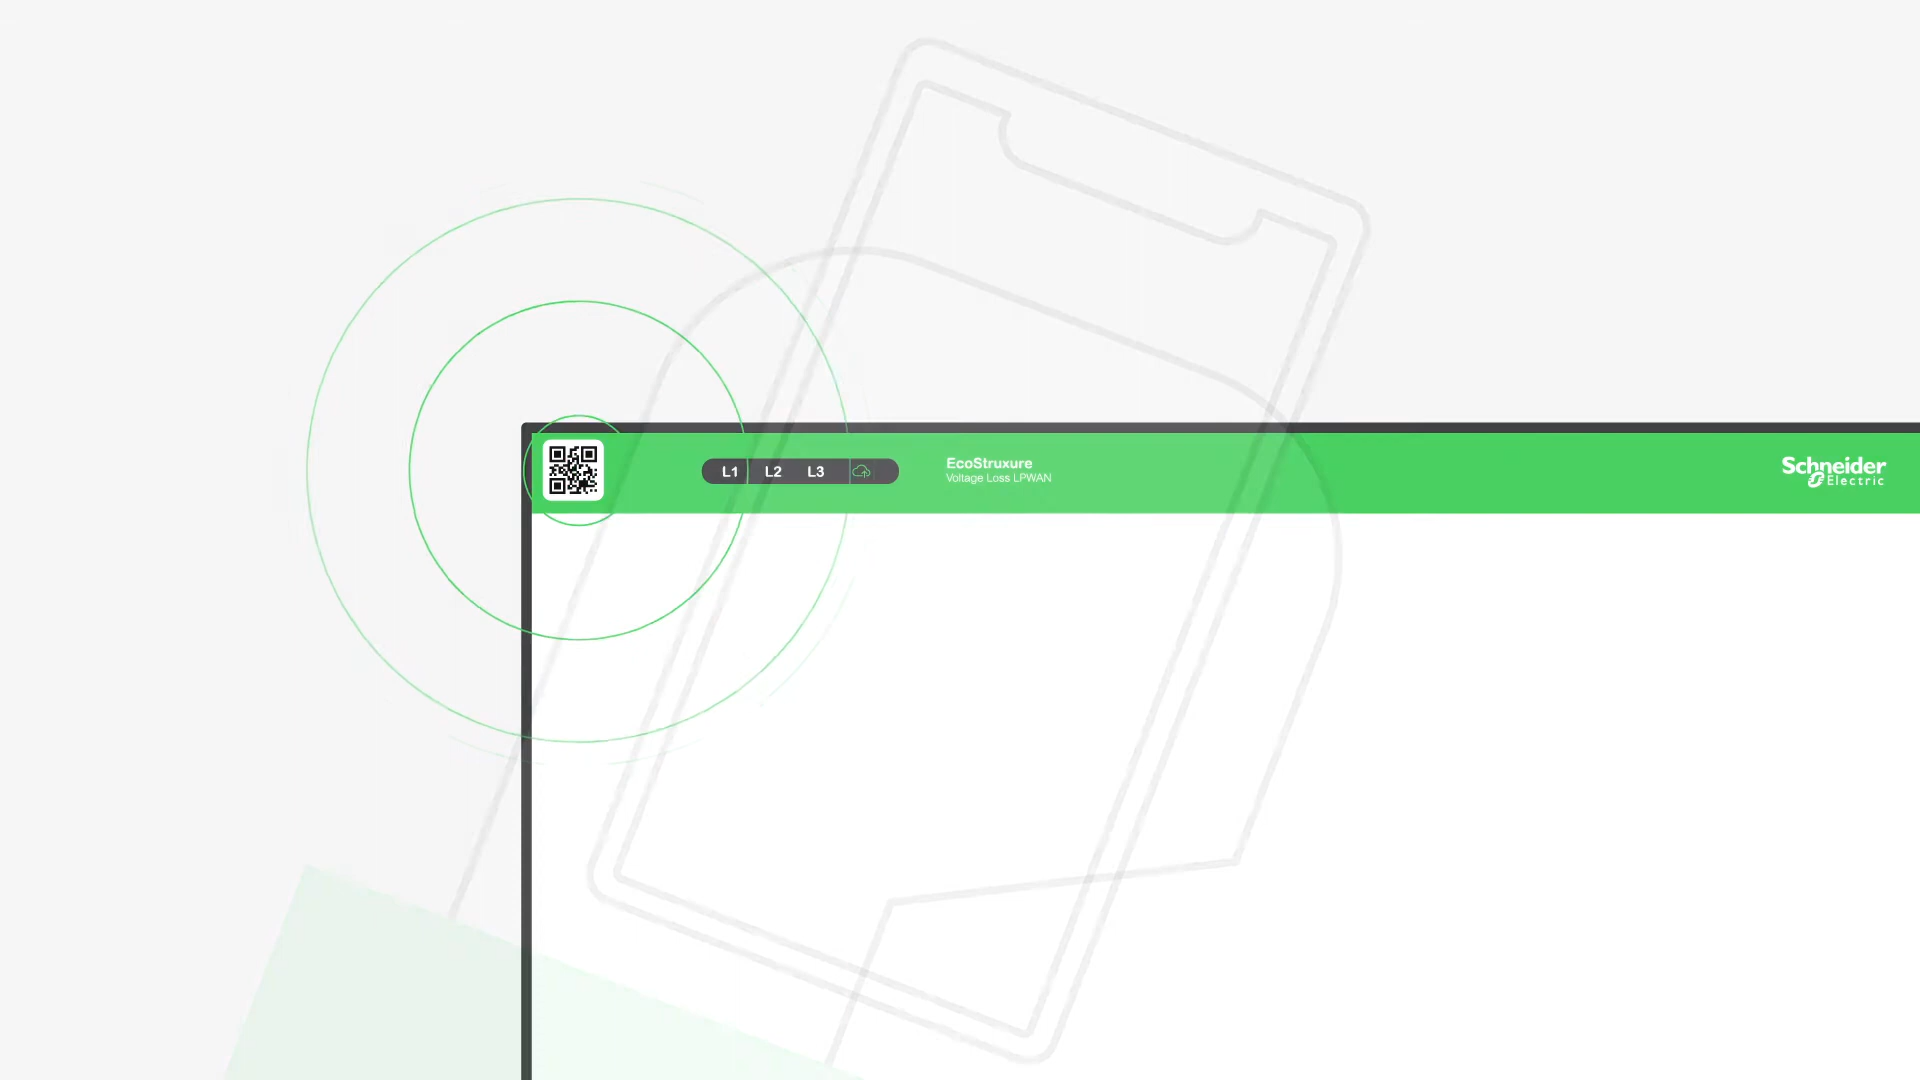 L1 L2 L3
EcoStruxure
Voltage Loss LPWAN
Schneider
Electric